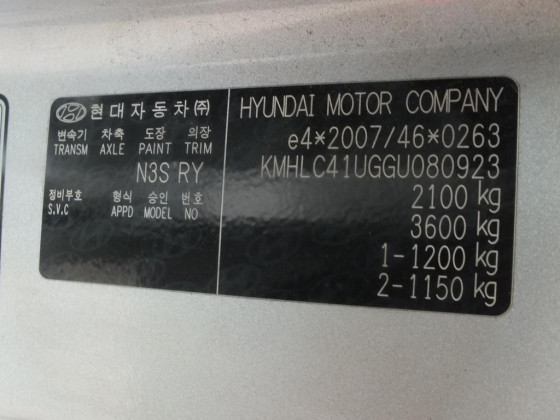 현대자동차㈜
변속기 차축 도장 의장
TRANSM AXLE PAINT TRIM
N3S RY
정비부호 형식 승인 번호
S.V.C APPD MODEL NO
HYUNDAI MOTOR COMPANY
e4*2007/46*0263
KMHLC41UGGU080923
2100 kg
3600 kg
1-1200 kg
2-1150 kg